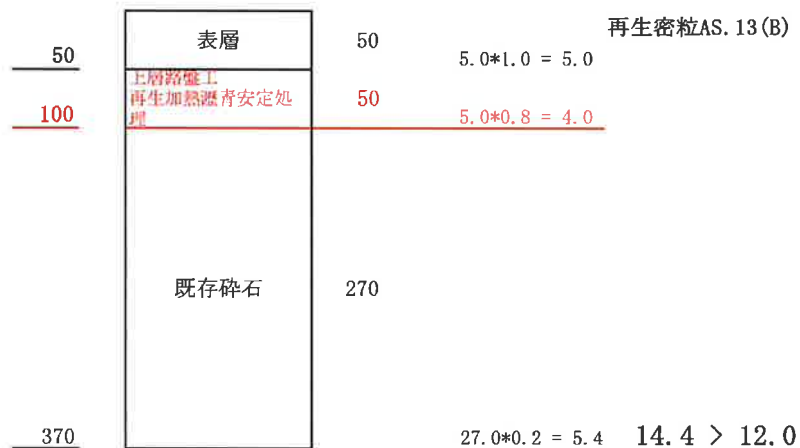 再生密粒AS.13(B)
表層
50
50
5.0*1.0 = 5.0
上層路盤工
再生加熱瀝青安定処
理
50
100
5.0*0.8 = 4.0
既存砕石
270
370
27.0*0.2 = 5.4
14.4 > 12.0